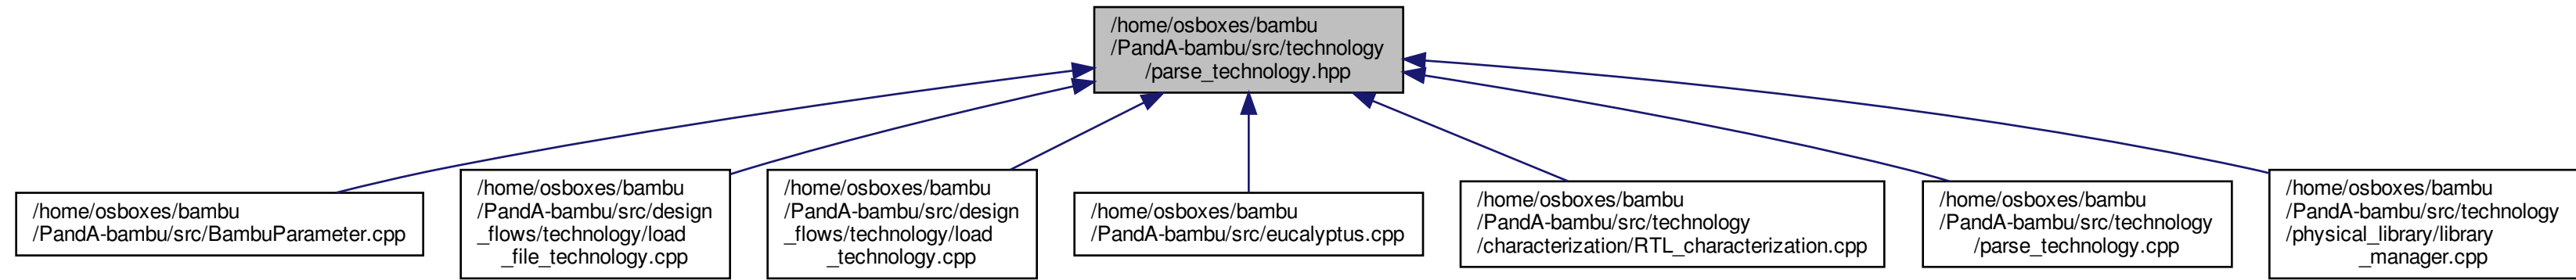 /home/osboxes/bambu
/PandA-bambu/src/technology
/parse_technology.hpp
/home/osboxes/bambu
/PandA-bambu/src/BambuParameter.cpp
/home/osboxes/bambu
/PandA-bambu/src/design
_flows/technology/load
_file_technology.cpp
/home/osboxes/bambu
/PandA-bambu/src/design
_flows/technology/load
_technology.cpp
/home/osboxes/bambu
/PandA-bambu/src/eucalyptus.cpp
/home/osboxes/bambu
/PandA-bambu/src/technology
/characterization/RTL_characterization.cpp
/home/osboxes/bambu
/PandA-bambu/src/technology
/parse_technology.cpp
/home/osboxes/bambu
/PandA-bambu/src/technology
/physical_library/library
_manager.cpp